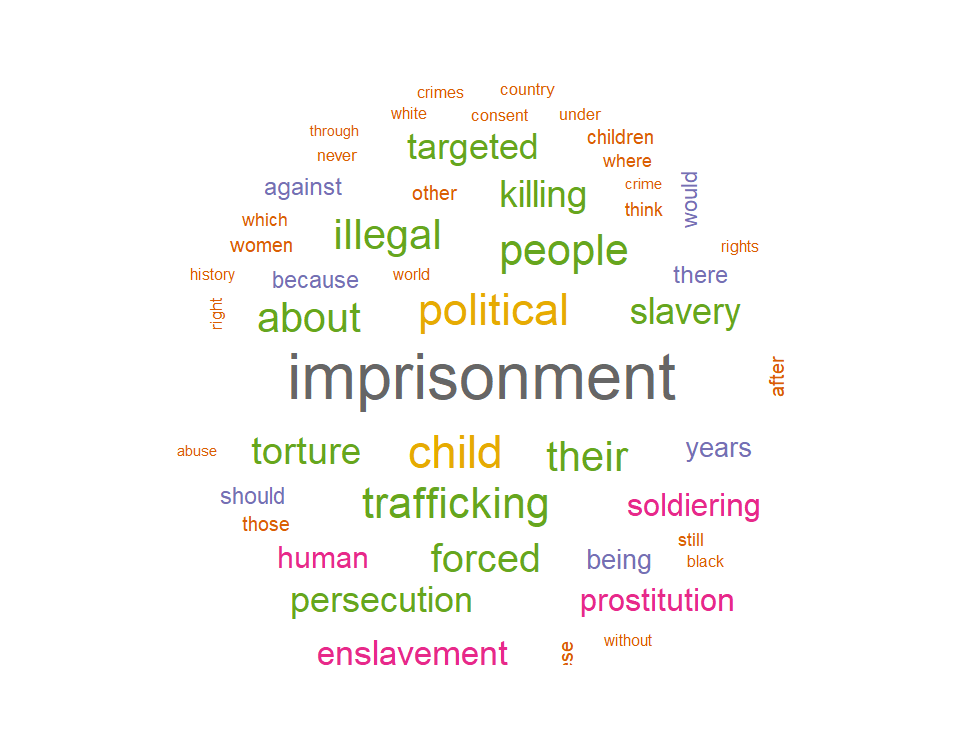 crimes country
white consent under
through targeted children
never where
against other killing crime would
which illegal think
women people rights
history because world there
right about political slavery
imprisonment after
abuse torture child their years
should trafficking soldiering
those still
human forced being black
persecution prostitution
enslavement without